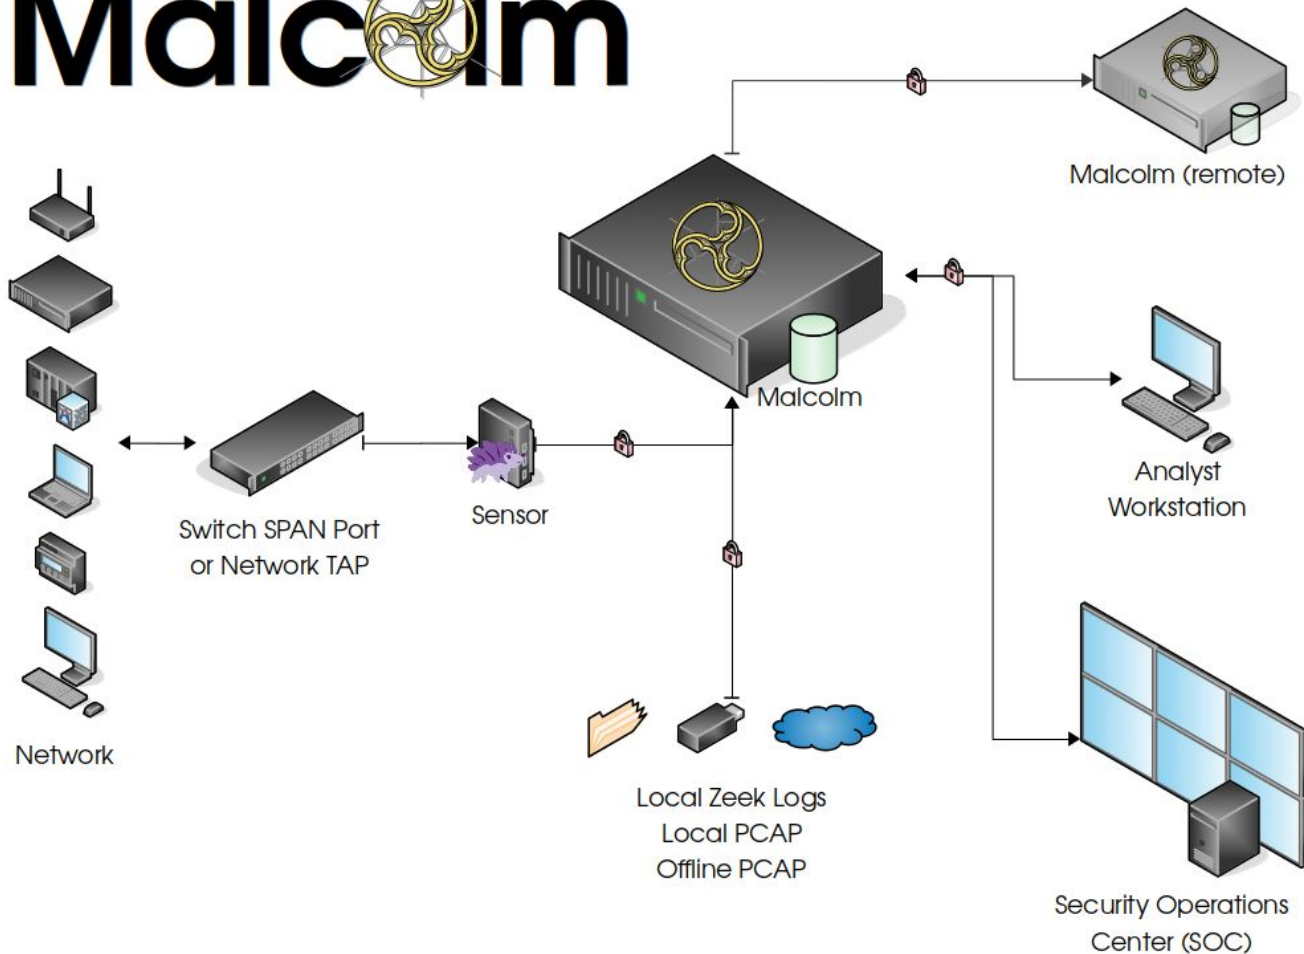 Malcolm
Malcolm (remote)
Malcolm
Analyst
Workstation
Sensor
Switch SPAN Port
or Network TAP
Network
Local Zeek Logs
Local PCAP
Offline PCAP
Security Operations
Center (SOC)